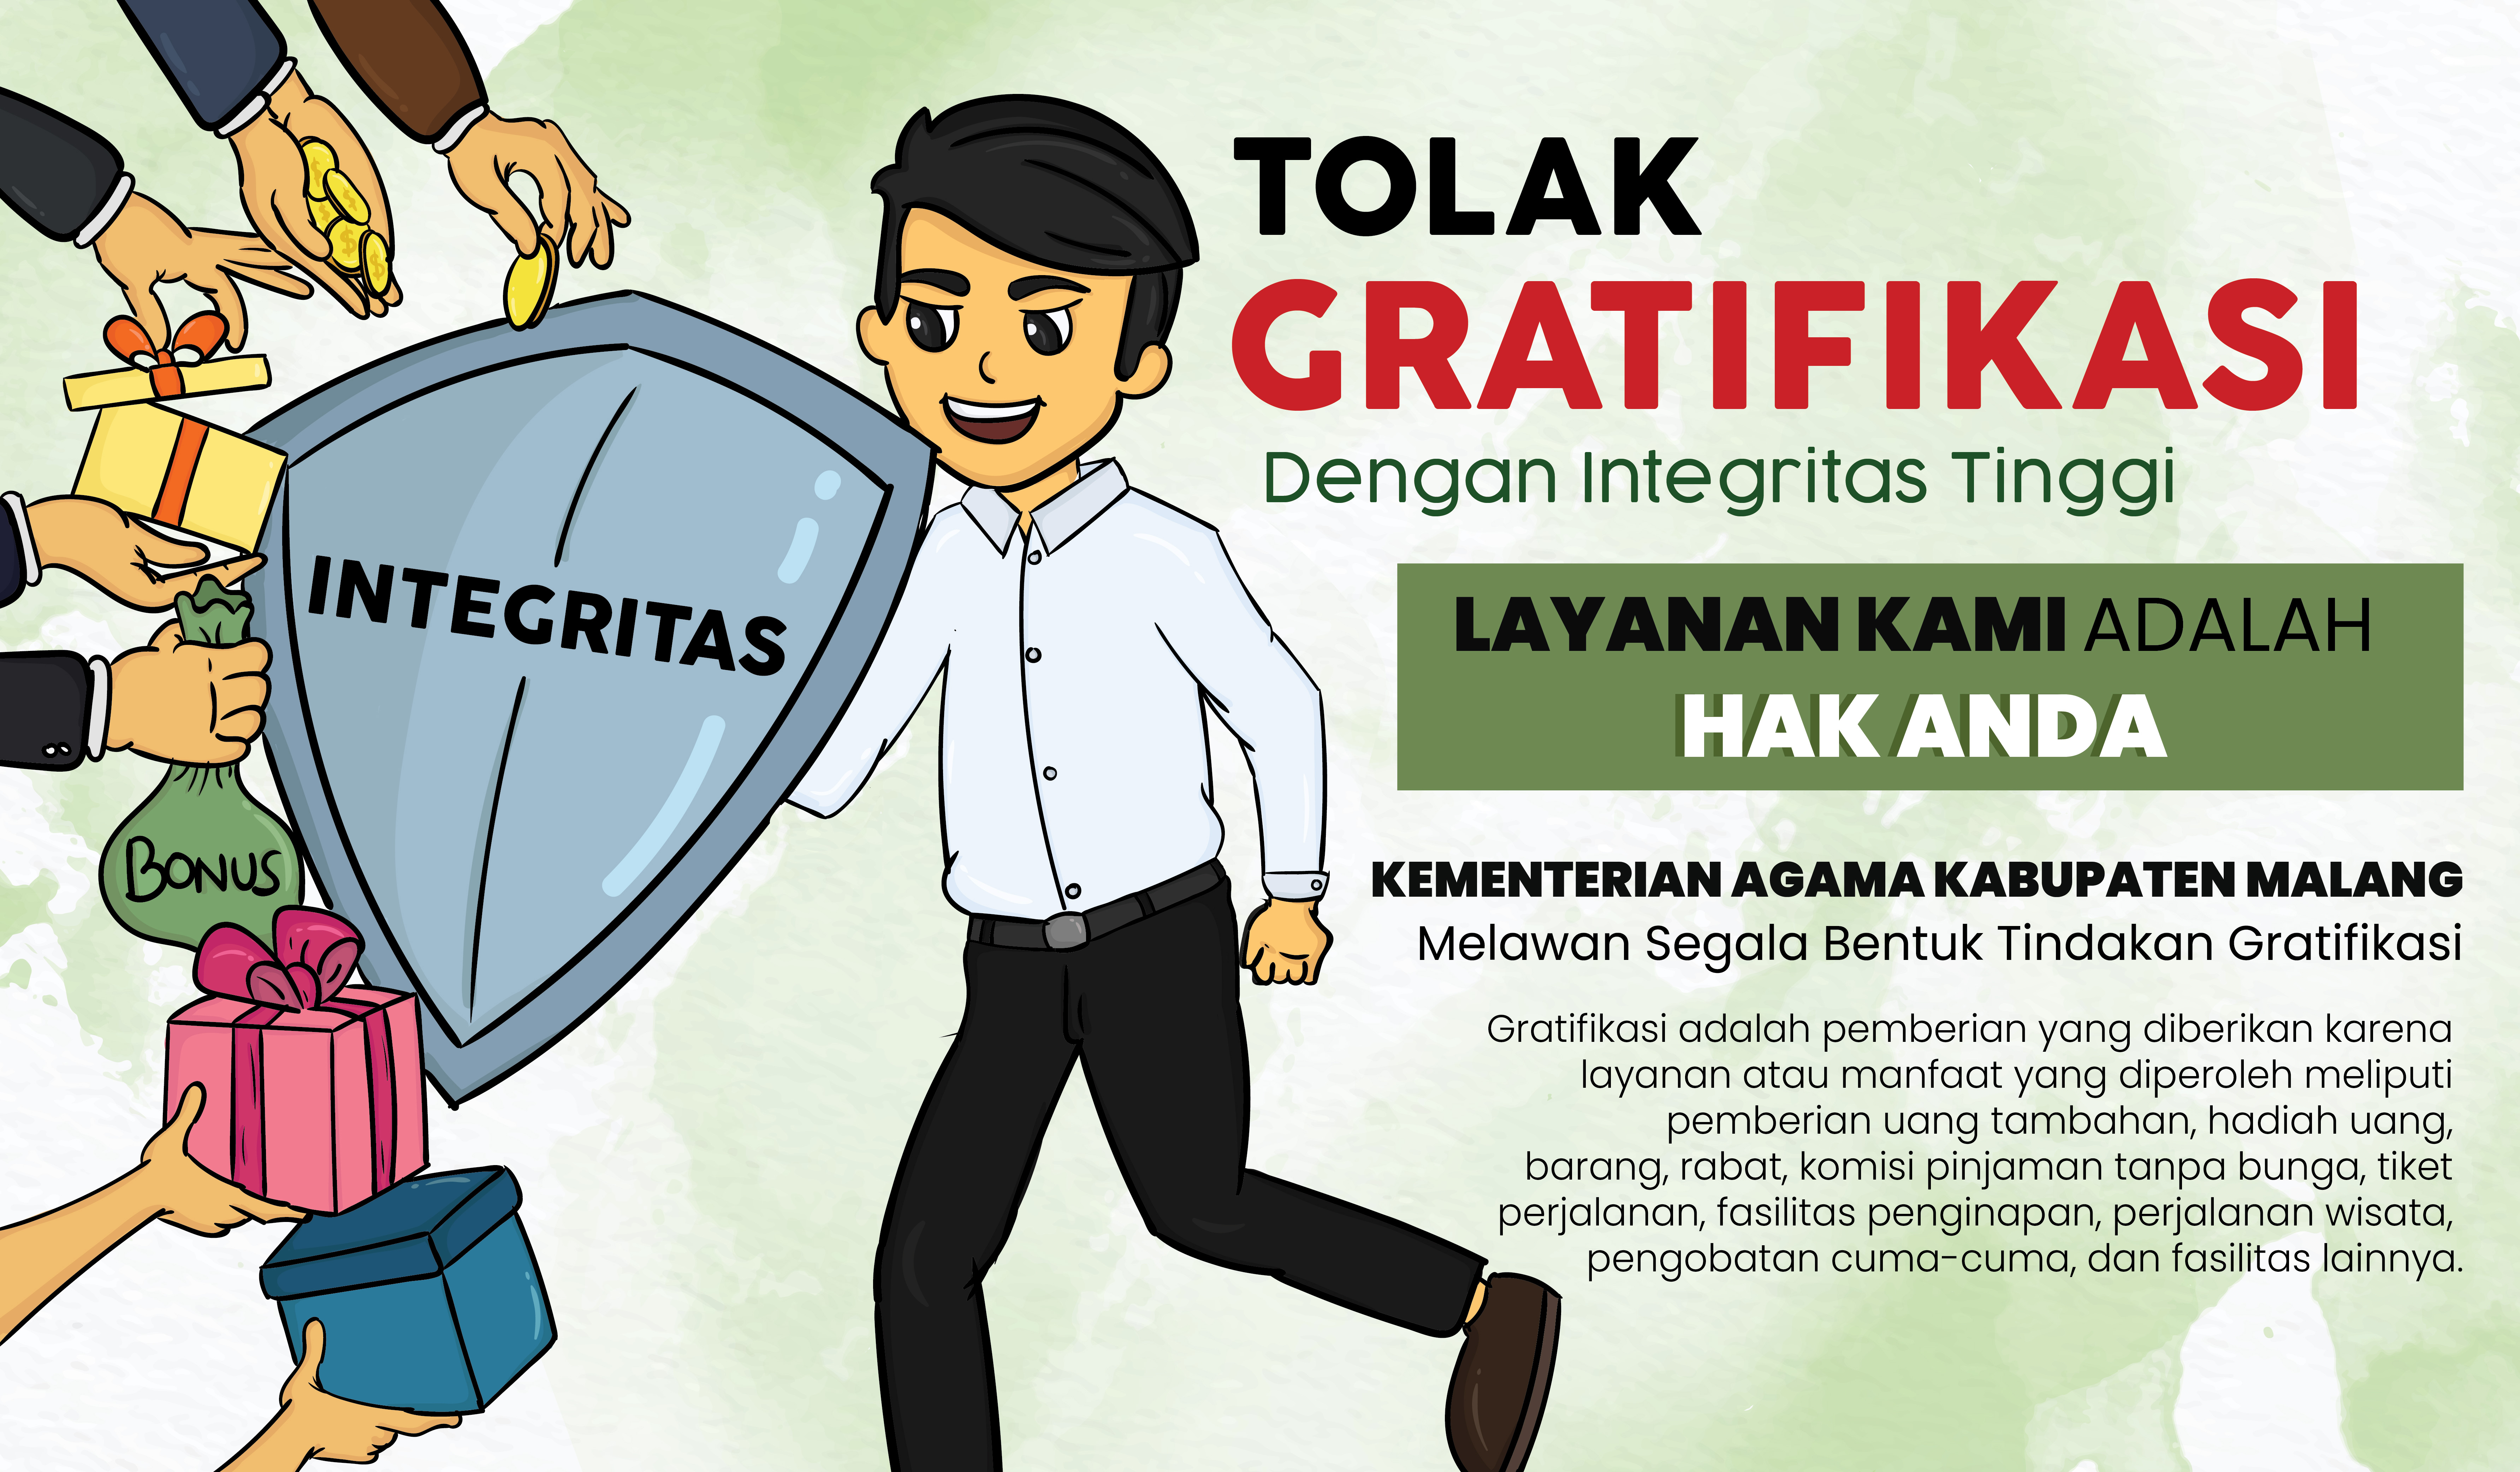 TOLAK
GRATIFIKASI
Dengan Integritas Tinggi
LAYANAN KAMI ADALAH
HAK ANDA
KEMENTERIAN AGAMA KABUPATEN MALANG
Melawan Segala Bentuk Tindakan Gratifikasi
Gratifikasi adalah pemberian yang diberikan karena
layanan atau manfaat yang diperoleh meliputi
pemberian uang tambahan, hadiah uang,
barang, rabat, komisi pinjaman tanpa bunga, tiket
perjalanan, fasilitas penginapan, perjalanan wisata,
pengobatan cuma-cuma, dan fasilitas lainnya.
INTEGRITAS
BONUS